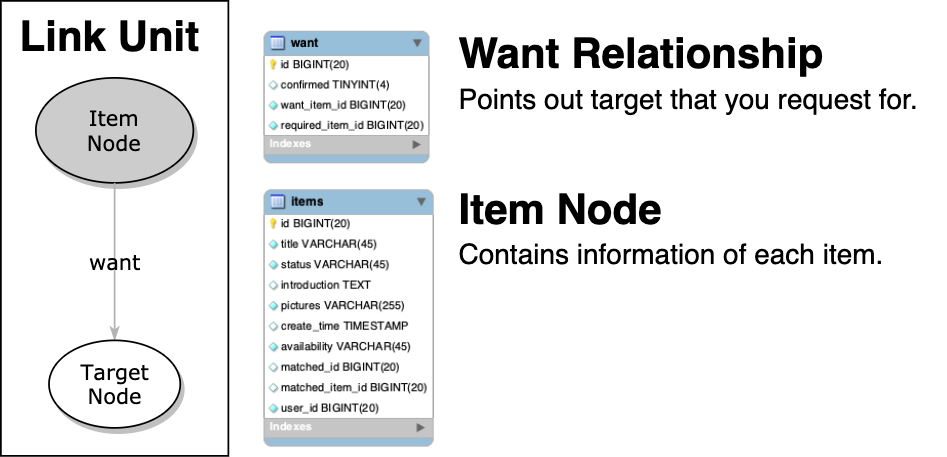 Link Unit
Item
Node
want
Target
Node
want
id BIGINT(20)
confirmed TINYINT(4)
want_item_id BIGINT(20)
required_item_id BIGINT(20)
Indexes
Want Relationship
Points out target that you request for.
items
id BIGINT(20)
title VARCHAR(45)
status VARCHAR(45)
introduction TEXT
pictures VARCHAR(255)
create_time TIMESTAMP
availability VARCHAR(45)
matched_id BIGINT(20)
matched_item_id BIGINT(20)
user_id BIGINT(20)
Indexes
Item Node
Contains information of each item.